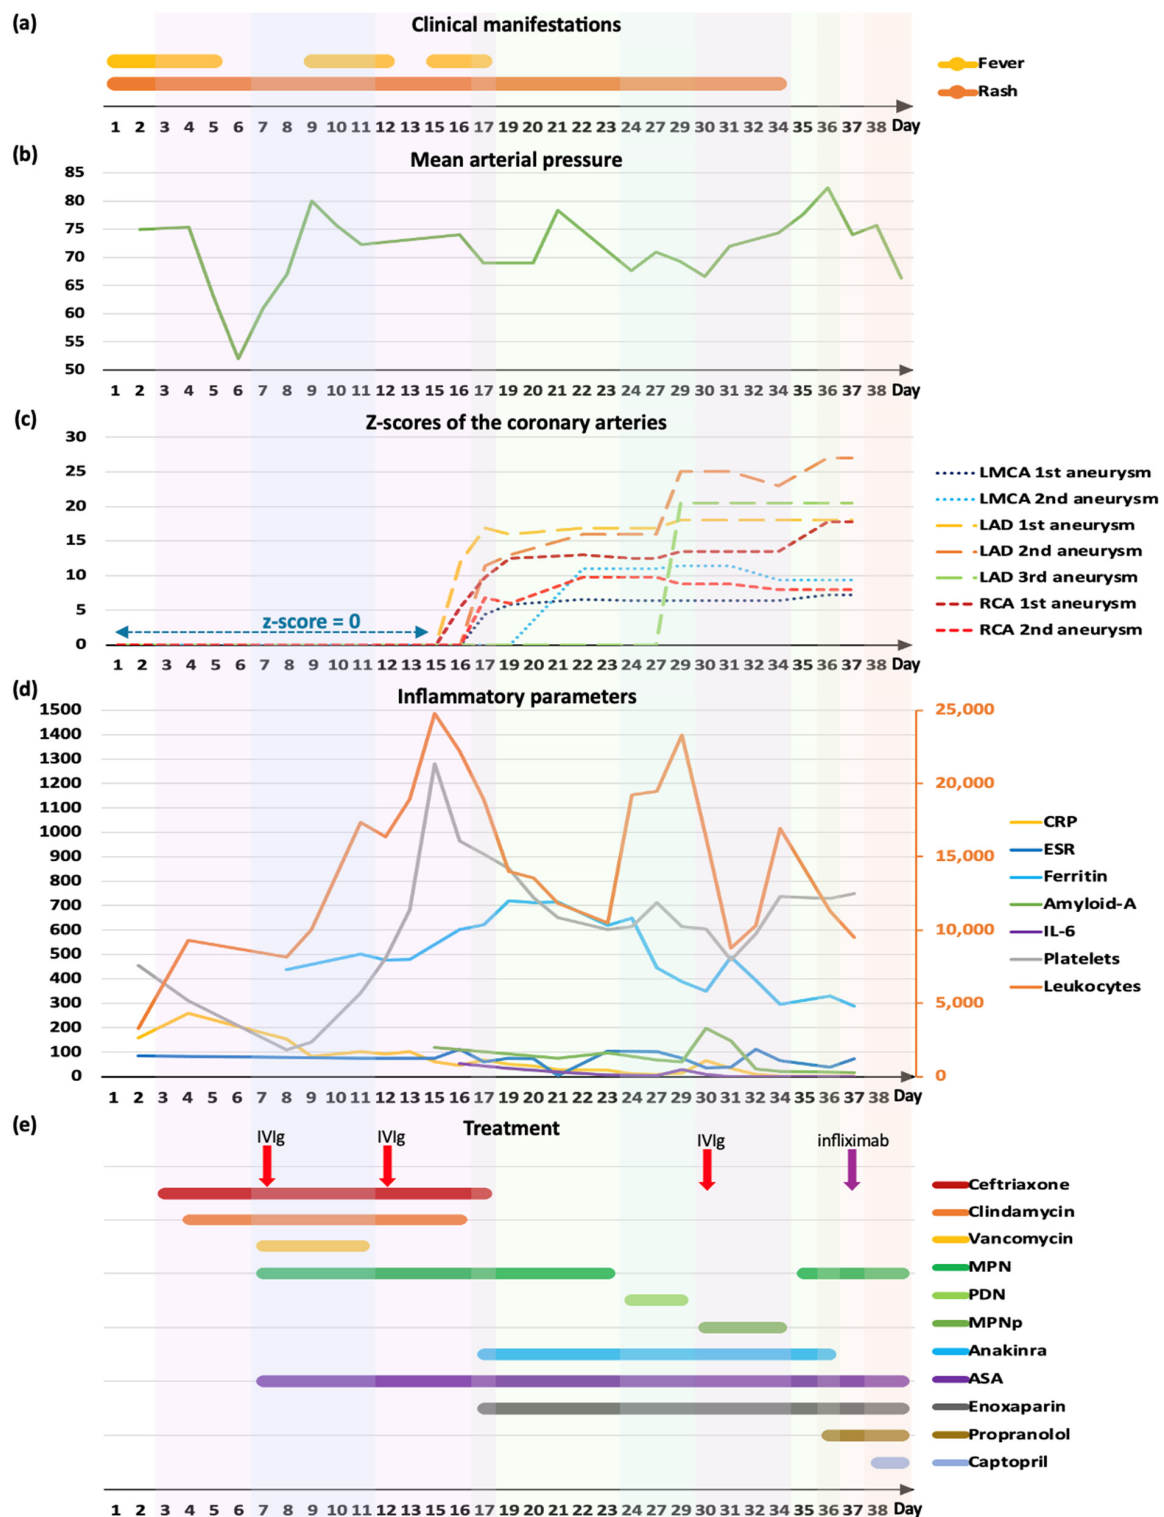 (a)
Clinical manifestations
Fever
Rash
1 2 3 4 5 6 7 8 9 10 11 12 13 15 16 17 19 20 21 22 23 24 27 29 30 31 32 34 35 36 37 38 Day
(b)
Mean arterial pressure
85
80
75
70
65
60
55
50
1 2 3 4 5 6 7 8 9 10 11 12 13 15 16 17 19 20 21 22 23 24 27 29 30 31 32 34 35 36 37 38 Day
(c)
Z-scores of the coronary arteries
30
25
20
15
10
5
0
z-score = 0
LMCA 1st aneurysm
LMCA 2nd aneurysm
LAD 1st aneurysm
LAD 2nd aneurysm
LAD 3rd aneurysm
RCA 1st aneurysm
RCA 2nd aneurysm
1 2 3 4 5 6 7 8 9 10 11 12 13 15 16 17 19 20 21 22 23 24 27 29 30 31 32 34 35 36 37 38 Day
(d)
Inflammatory parameters
1500
1400
1300
1200
1100
1000
900
800
700
600
500
400
300
200
100
0
25,000
20,000
15,000
10,000
5,000
0
CRP
ESR
Ferritin
Amyloid-A
IL-6
Platelets
Leukocytes
1 2 3 4 5 6 7 8 9 10 11 12 13 15 16 17 19 20 21 22 23 24 27 29 30 31 32 34 35 36 37 38 Day
(e)
Treatment
IVIg
IVIg
IVIg
infliximab
Ceftriaxone
Clindamycin
Vancomycin
MPN
PDN
MPNp
Anakinra
ASA
Enoxaparin
Propranolol
Captopril
1 2 3 4 5 6 7 8 9 10 11 12 13 15 16 17 19 20 21 22 23 24 27 29 30 31 32 34 35 36 37 38 Day